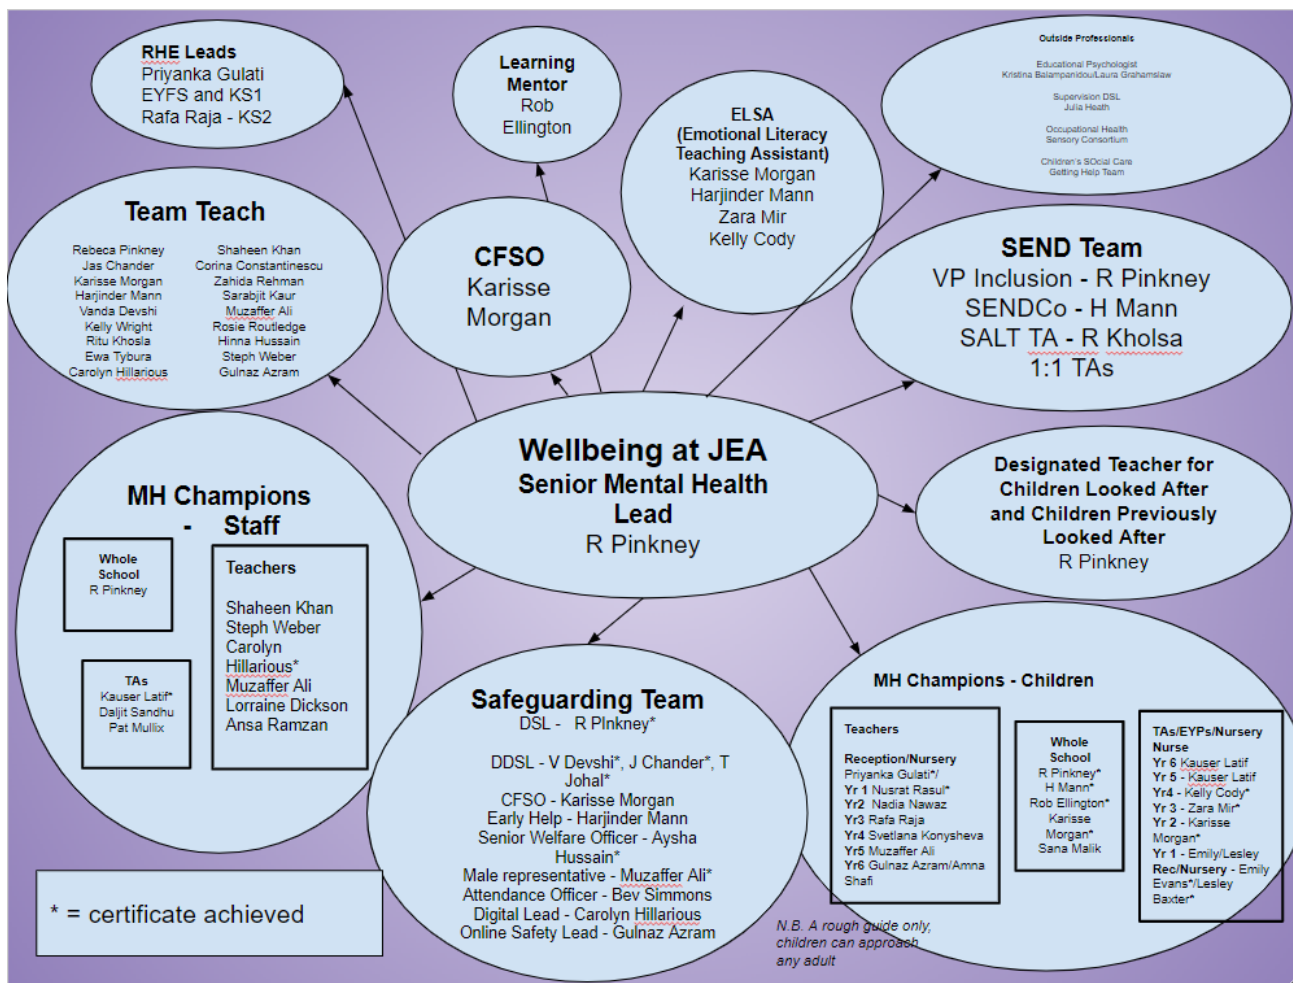 RHE Leads
Priyanka Gulati
EYFS and KS1
Rafa Raja - KS2
Learning
Mentor
Rob
Ellington
ELSA
(Emotional Literacy
Teaching Assistant)
Karisse Morgan
Harjinder Mann
Zara Mir
Kelly Cody
Outside Professionals
Educational Psychologist
Kristina Balampanidou/Laura Grahamslaw
Supervision DSL
Julia Heath
Occupational Health
Sensory Consortium
Children's SOcial Care
Getting Help Team
Team Teach
Rebeca Pinkney
Jas Chander
Karisse Morgan
Harjinder Mann
Vanda Devshi
Kelly Wright
Ritu Khosla
Ewa Tybura
Carolyn Hillarious
Shaheen Khan
Corina Constantinescu
Zahida Rehman
Sarabjit Kaur
Muzaffer Ali
Rosie Routledge
Hinna Hussain
Steph Weber
Gulnaz Azram
CFSO
Karisse
Morgan
SEND Team
VP Inclusion - R Pinkney
SENDCo - H Mann
SALT TA - R Kholsa
1:1 TAs
Wellbeing at JEA
Senior Mental Health
Lead
R Pinkney
Designated Teacher for
Children Looked After
and Children Previously
Looked After
R Pinkney
MH Champions
- Staff
Whole
School
R Pinkney
TAs
Kauser Latif*
Daljit Sandhu
Pat Mullix
Teachers
Shaheen Khan
Steph Weber
Carolyn
Hillarious*
Muzaffer Ali
Lorraine Dickson
Ansa Ramzan
Safeguarding Team
DSL - R PInkney*
DDSL - V Devshi*, J Chander*, T
Johal*
CFSO - Karisse Morgan
Early Help - Harjinder Mann
Senior Welfare Officer - Aysha
Hussain*
Male representative - Muzaffer Ali*
Attendance Officer - Bev Simmons
Digital Lead - Carolyn Hillarious
Online Safety Lead - Gulnaz Azram
MH Champions - Children
Teachers
Reception/Nursery
Priyanka Gulati*/
Yr 1 Nusrat Rasul*
Yr2 Nadia Nawaz
Yr3 Rafa Raja
Yr4 Svetlana Konysheva
Yr5 Muzaffer Ali
Yr6 Gulnaz Azram/Amna
Shafi
Whole
School
R Pinkney*
H Mann*
Rob Ellington*
Karisse
Morgan*
Sana Malik
TAs/EYPs/Nursery
Nurse
Yr 6 Kauser Latif
Yr 5 - Kauser Latif
Yr4 - Kelly Cody*
Yr 3 - Zara Mir*
Yr 2 - Karisse
Morgan*
Yr 1 - Emily/Lesley
Rec/Nursery - Emily
Evans*/Lesley
Baxter*
N.B. A rough guide only,
children can approach
any adult
* = certificate achieved